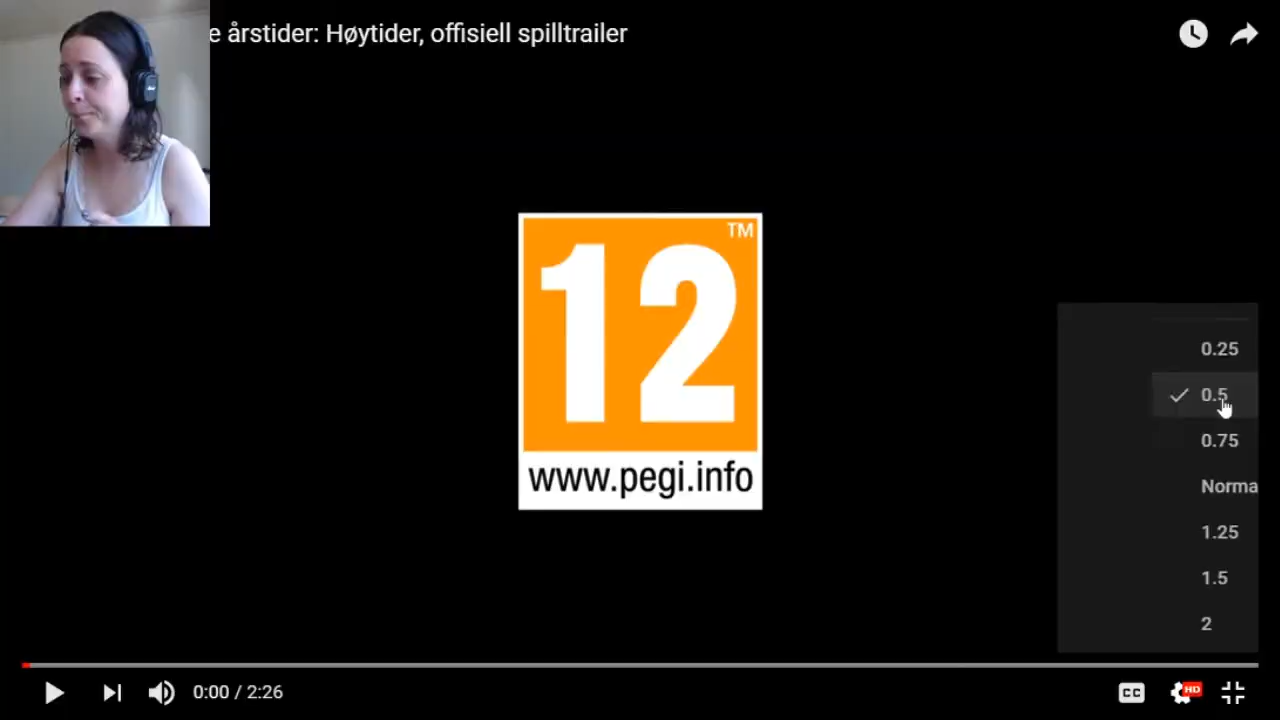 e årstider: Høytider, offisiell spilltrailer
12
TM
www.pegi.info
0.25
0.5
0.75
Norma
1.25
1.5
2
0:00 / 2:26
CC
HD